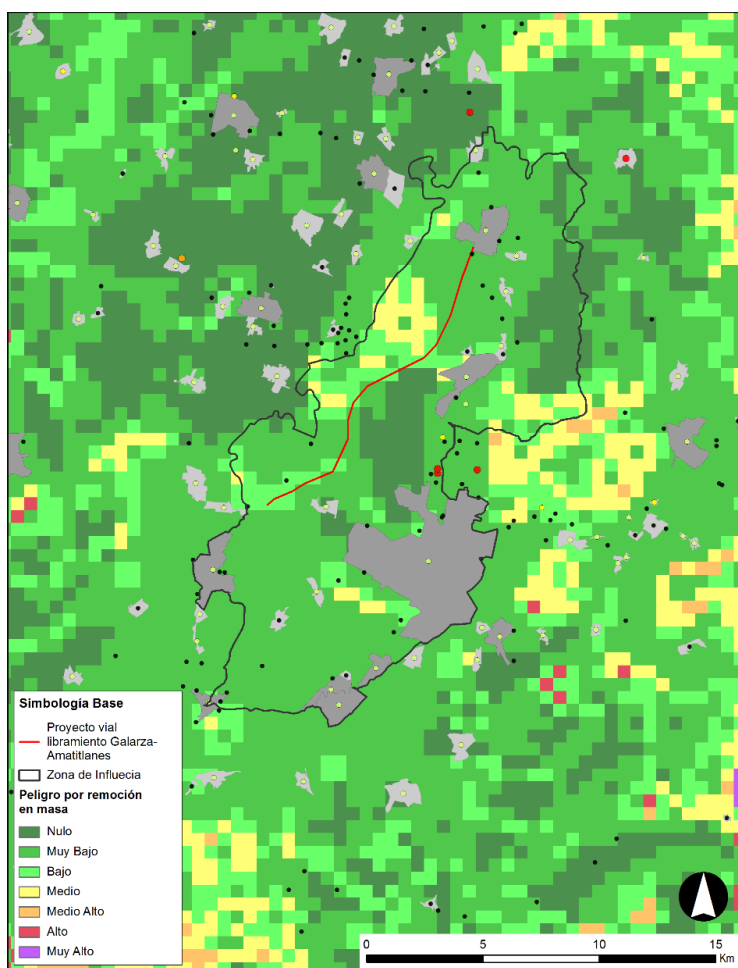 Simbología Base
Proyecto vial
libramiento Galarza-
Amatitlanes
Zona de Influecia
Peligro por remoción
en masa
Nulo
Muy Bajo
Bajo
Medio
Medio Alto
Alto
Muy Alto
0 5 10 15
Km